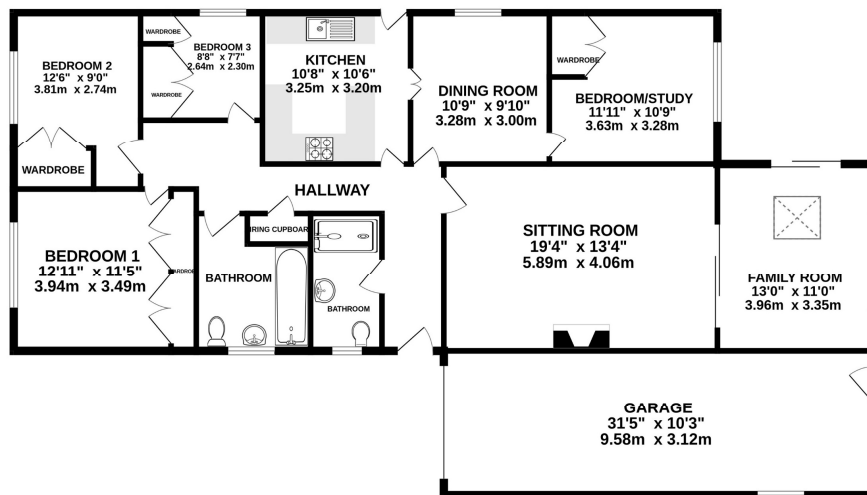 BEDROOM 2
12'6" x 9'0"
3.81m x 2.74m
WARDROBE
WARDROBE
BEDROOM 3
8'8" x 7'7"
2.64m x 2.30m
WARDROBE
KITCHEN
10'8" x 10'6"
3.25m x 3.20m
DINING ROOM
10'9" x 9'10"
3.28m x 3.00m
WARDROBE
BEDROOM/STUDY
11'11" x 10'9"
3.63m x 3.28m
HALLWAY
BEDROOM 1
12'11" x 11'5"
3.94m x 3.49m
ARDROBE
IRING CUPBOARD
BATHROOM
BATHROOM
SITTING ROOM
19'4" x 13'4"
5.89m x 4.06m
FAMILY ROOM
13'0" x 11'0"
3.96m x 3.35m
GARAGE
31'5" x 10'3"
9.58m x 3.12m